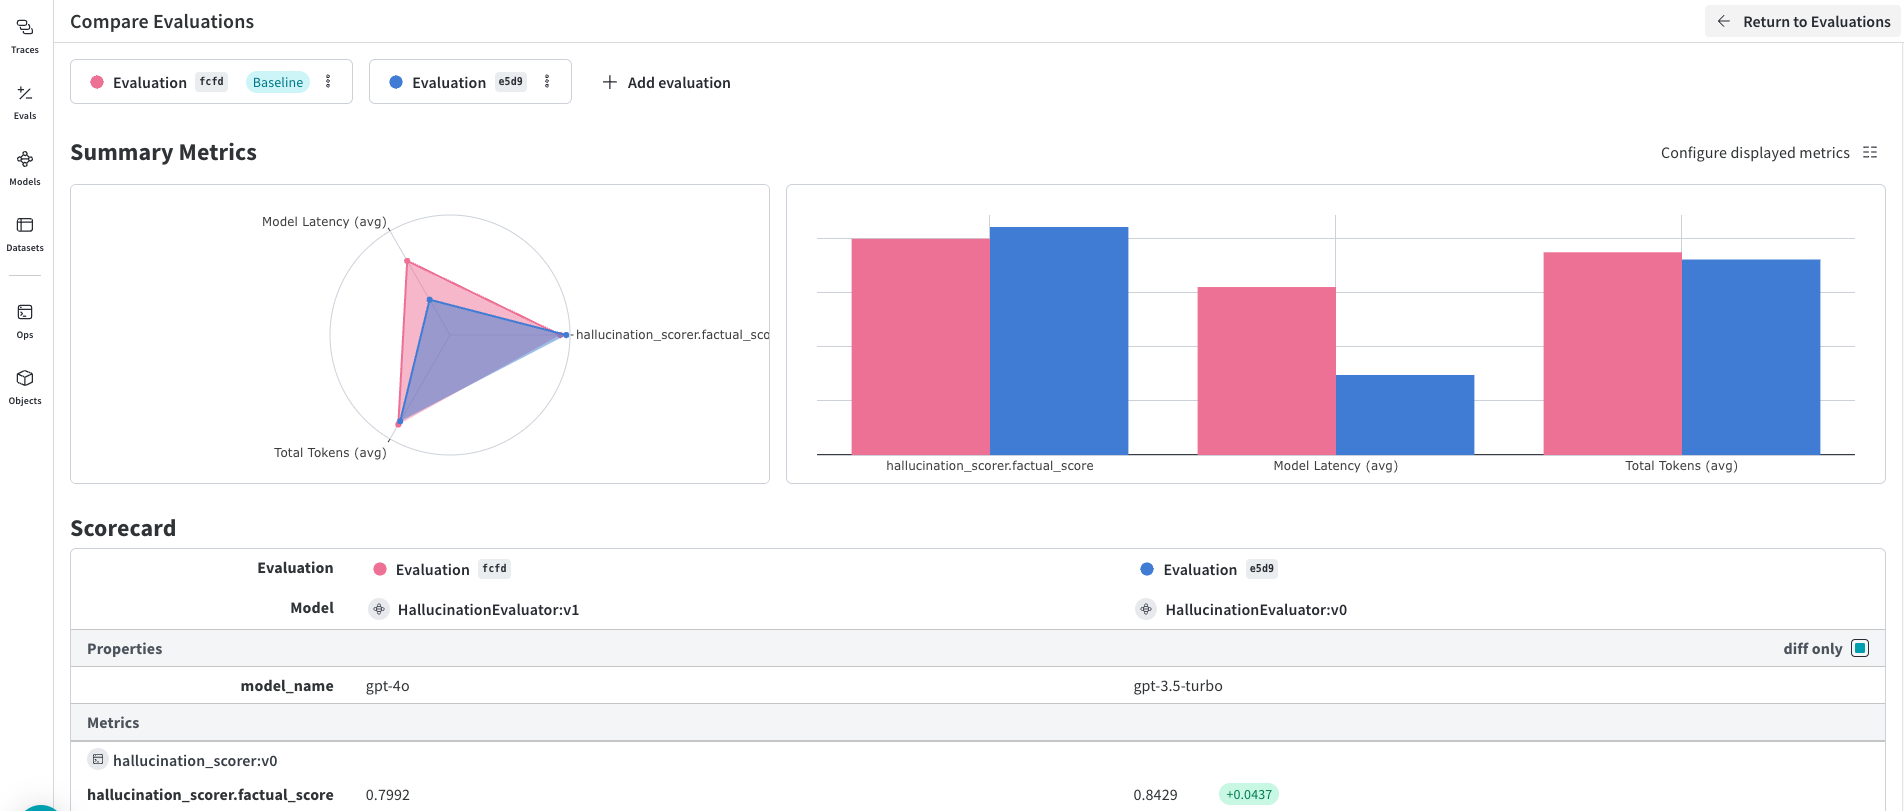 Compare Evaluations
Return to Evaluations
Traces
Evals
Models
Datasets
Ops
Objects
Evaluation fcfd Baseline
Evaluation e5d9
Add evaluation
Summary Metrics
Configure displayed metrics
Model Latency (avg)
hallucination_scorer.factual_sco
Total Tokens (avg)
hallucination_scorer.factual_score
Model Latency (avg)
Total Tokens (avg)
Scorecard
Evaluation Evaluation fcfd Evaluation e5d9
Model HallucinationEvaluator:v1 HallucinationEvaluator:v0
Properties diff only
model_name gpt-4o gpt-3.5-turbo
Metrics
hallucination_scorer:v0
hallucination_scorer.factual_score 0.7992 0.8429 +0.0437